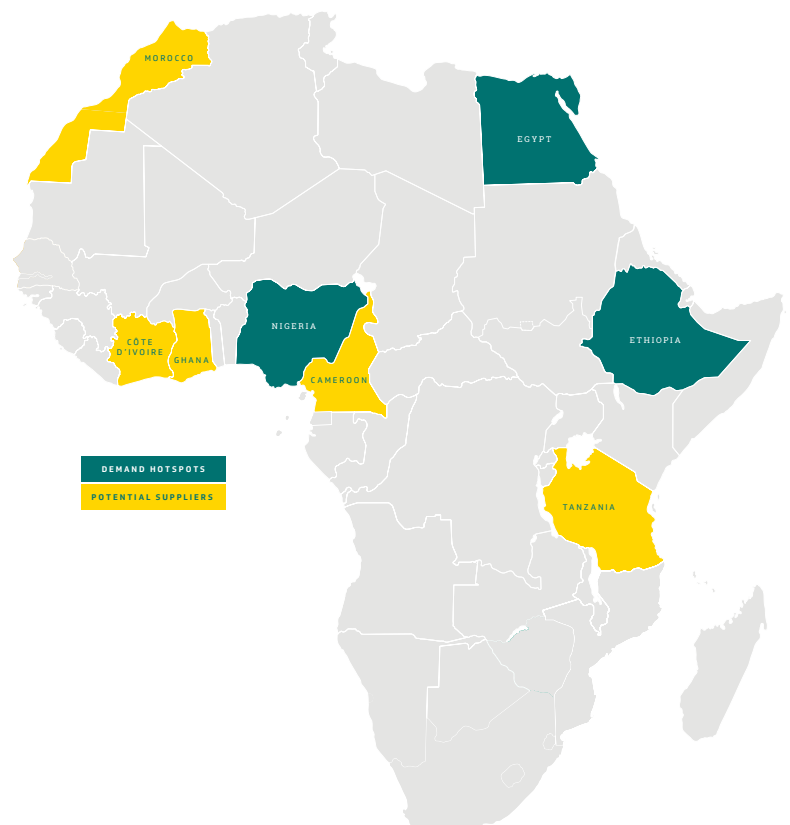 MOROCCO
EGYPT
NIGERIA
ETHIOPIA
CÔTE
D'IVOIRE
GHANA
CAMEROON
DEMAND HOTSPOTS
POTENTIAL SUPPLIERS
TANZANIA